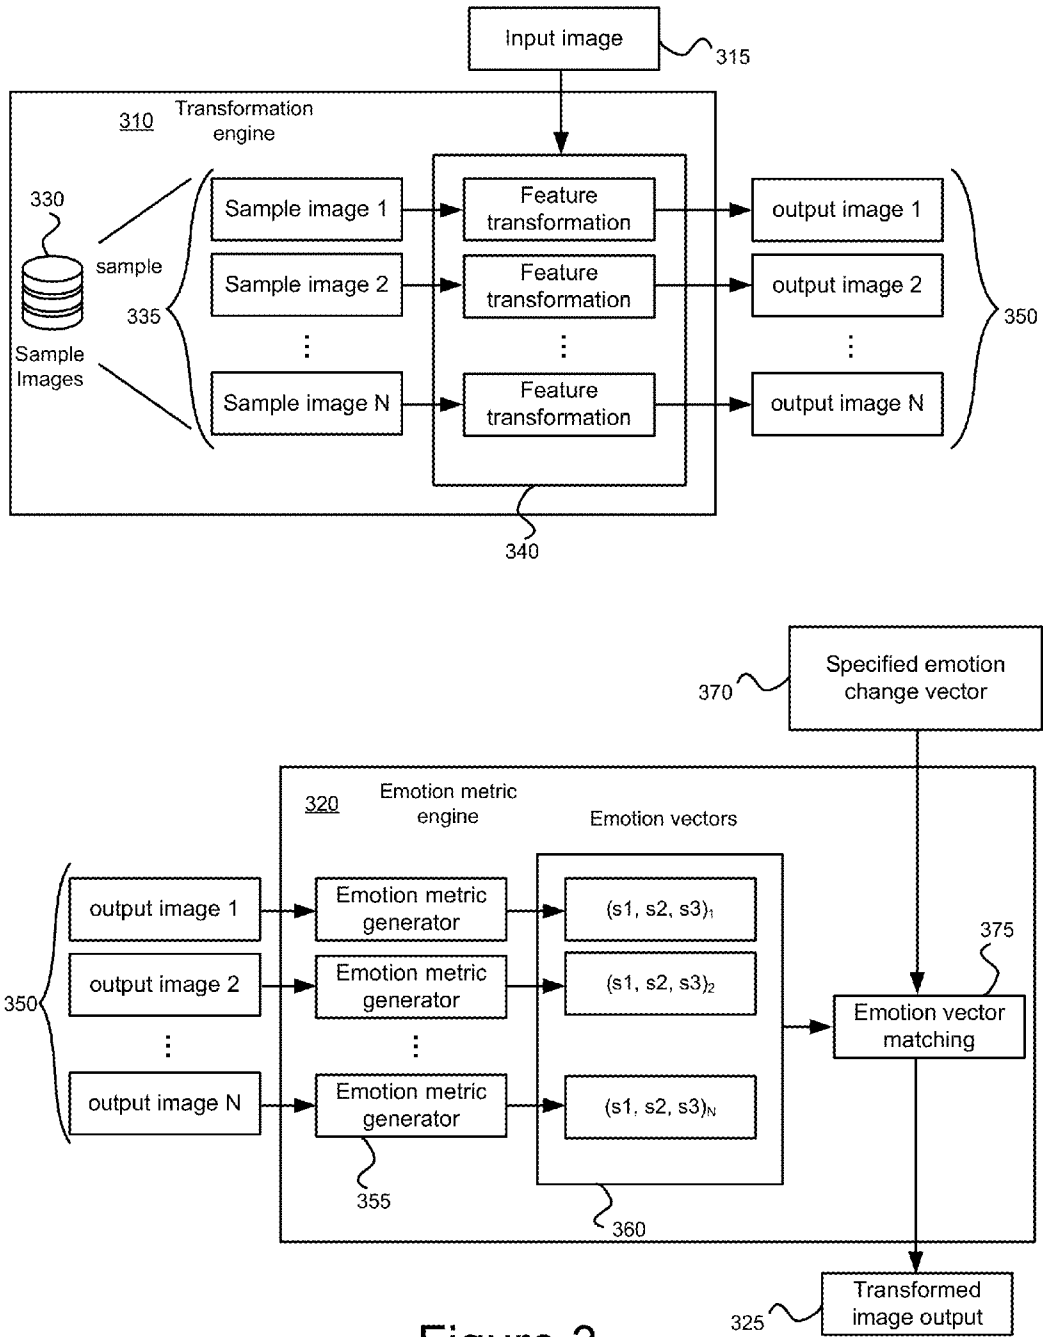 Input image
315
310
Transformation
engine
330
sample
335
Sample
Images
Sample image 1
Feature
transformation
output image 1
Sample image 2
Feature
transformation
output image 2
⋮
⋮
⋮
350
Sample image N
Feature
transformation
output image N
340
Specified emotion
change vector
370
320
Emotion metric
engine
Emotion vectors
output image 1
Emotion metric
generator
(s1, s2, s3)1
375
350
output image 2
Emotion metric
generator
(s1, s2, s3)2
Emotion vector
matching
⋮
⋮
output image N
Emotion metric
generator
(s1, s2, s3)N
355
360
Transformed
image output
325